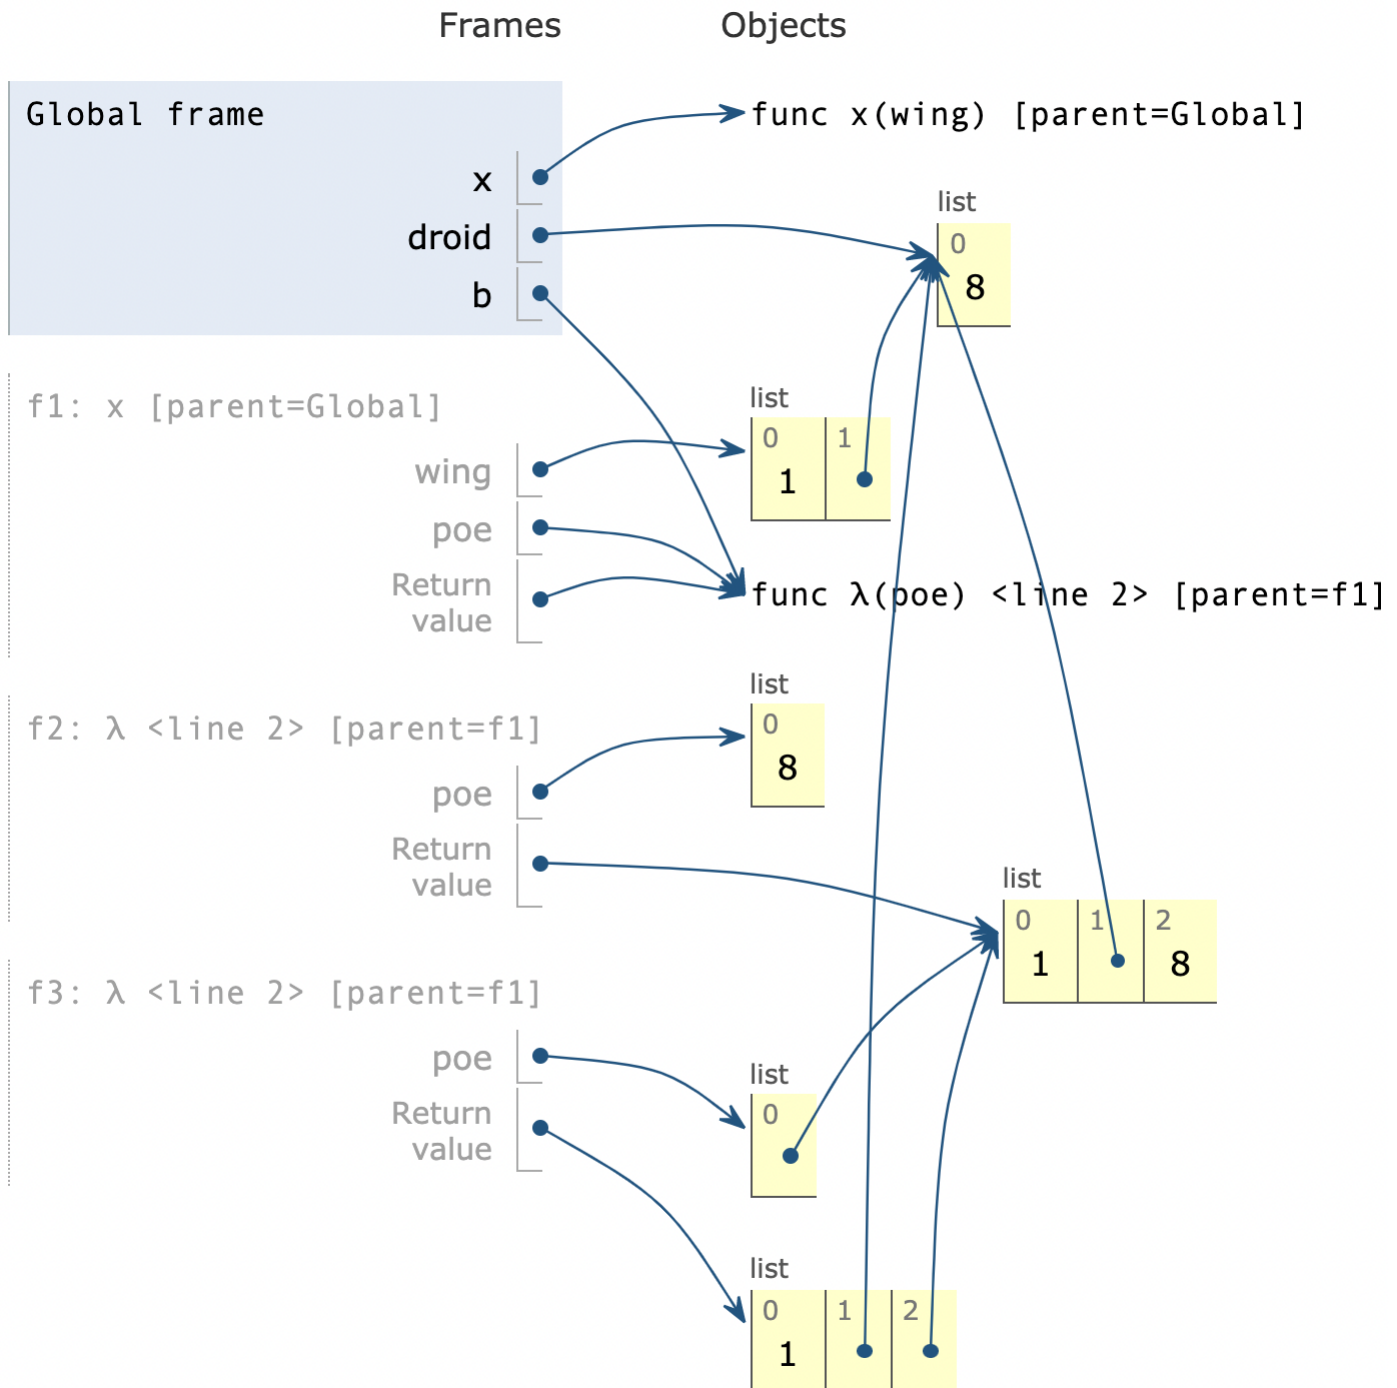 Frames Objects
Global frame
func x(wing) [parent=Global]
x
droid
b
list
0
8
f1: x [parent=Global]
wing
poe
Return
value
list
0 1
1
func λ(poe) <line 2> [parent=f1]
f2: λ <line 2> [parent=f1]
poe
Return
value
list
0
8
list
0 1 2
1 8
f3: λ <line 2> [parent=f1]
poe
Return
value
list
0
list
0 1 2
1